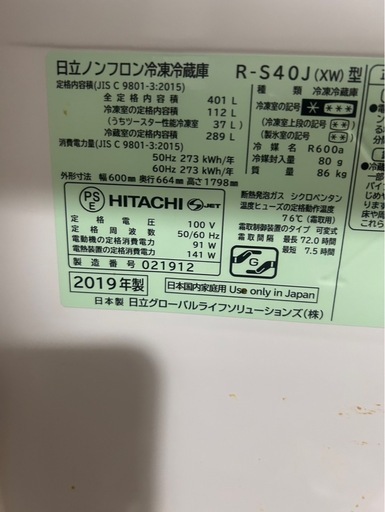 日立ノンフロン冷凍冷蔵庫 R-S40J(XW)型
定格内容積(JIS C 9801-3:2015)
全定格内容積 401 L
冷凍室の内容積 112 L
(うちツースター性能冷凍室 37 L)
冷蔵室の内容積 289 L
消費電力量(JIS C 9801-3:2015)
50Hz 273 kWh/年
60Hz 273 kWh/年
外形寸法 幅600mm 奥行664mm 高さ1798mm
種類 冷凍冷蔵庫
冷凍室の記号 * ***
(冷凍室上段の記号 **)
(製氷室の記号 **)
冷媒名 R600a
冷媒封入量 80 g
質量 86 kg
断熱発泡ガス シクロペンタン
温度ヒューズの定格動作温度
76℃(霜取用)
霜取制御装置のタイプ 可変式
霜取間隔 最長 72.0時間
最短 7.5時間
PS
E
HITACHI
JET
定格電圧 100 V
定格周波数 50/60 Hz
電動機の定格消費電力 91 W
電熱装置の定格消費電力 141 W
製造番号 021912
G
2019年製
日本国内家庭用 Use only in Japan
日本製 日立グローバルライフソリューションズ(株)